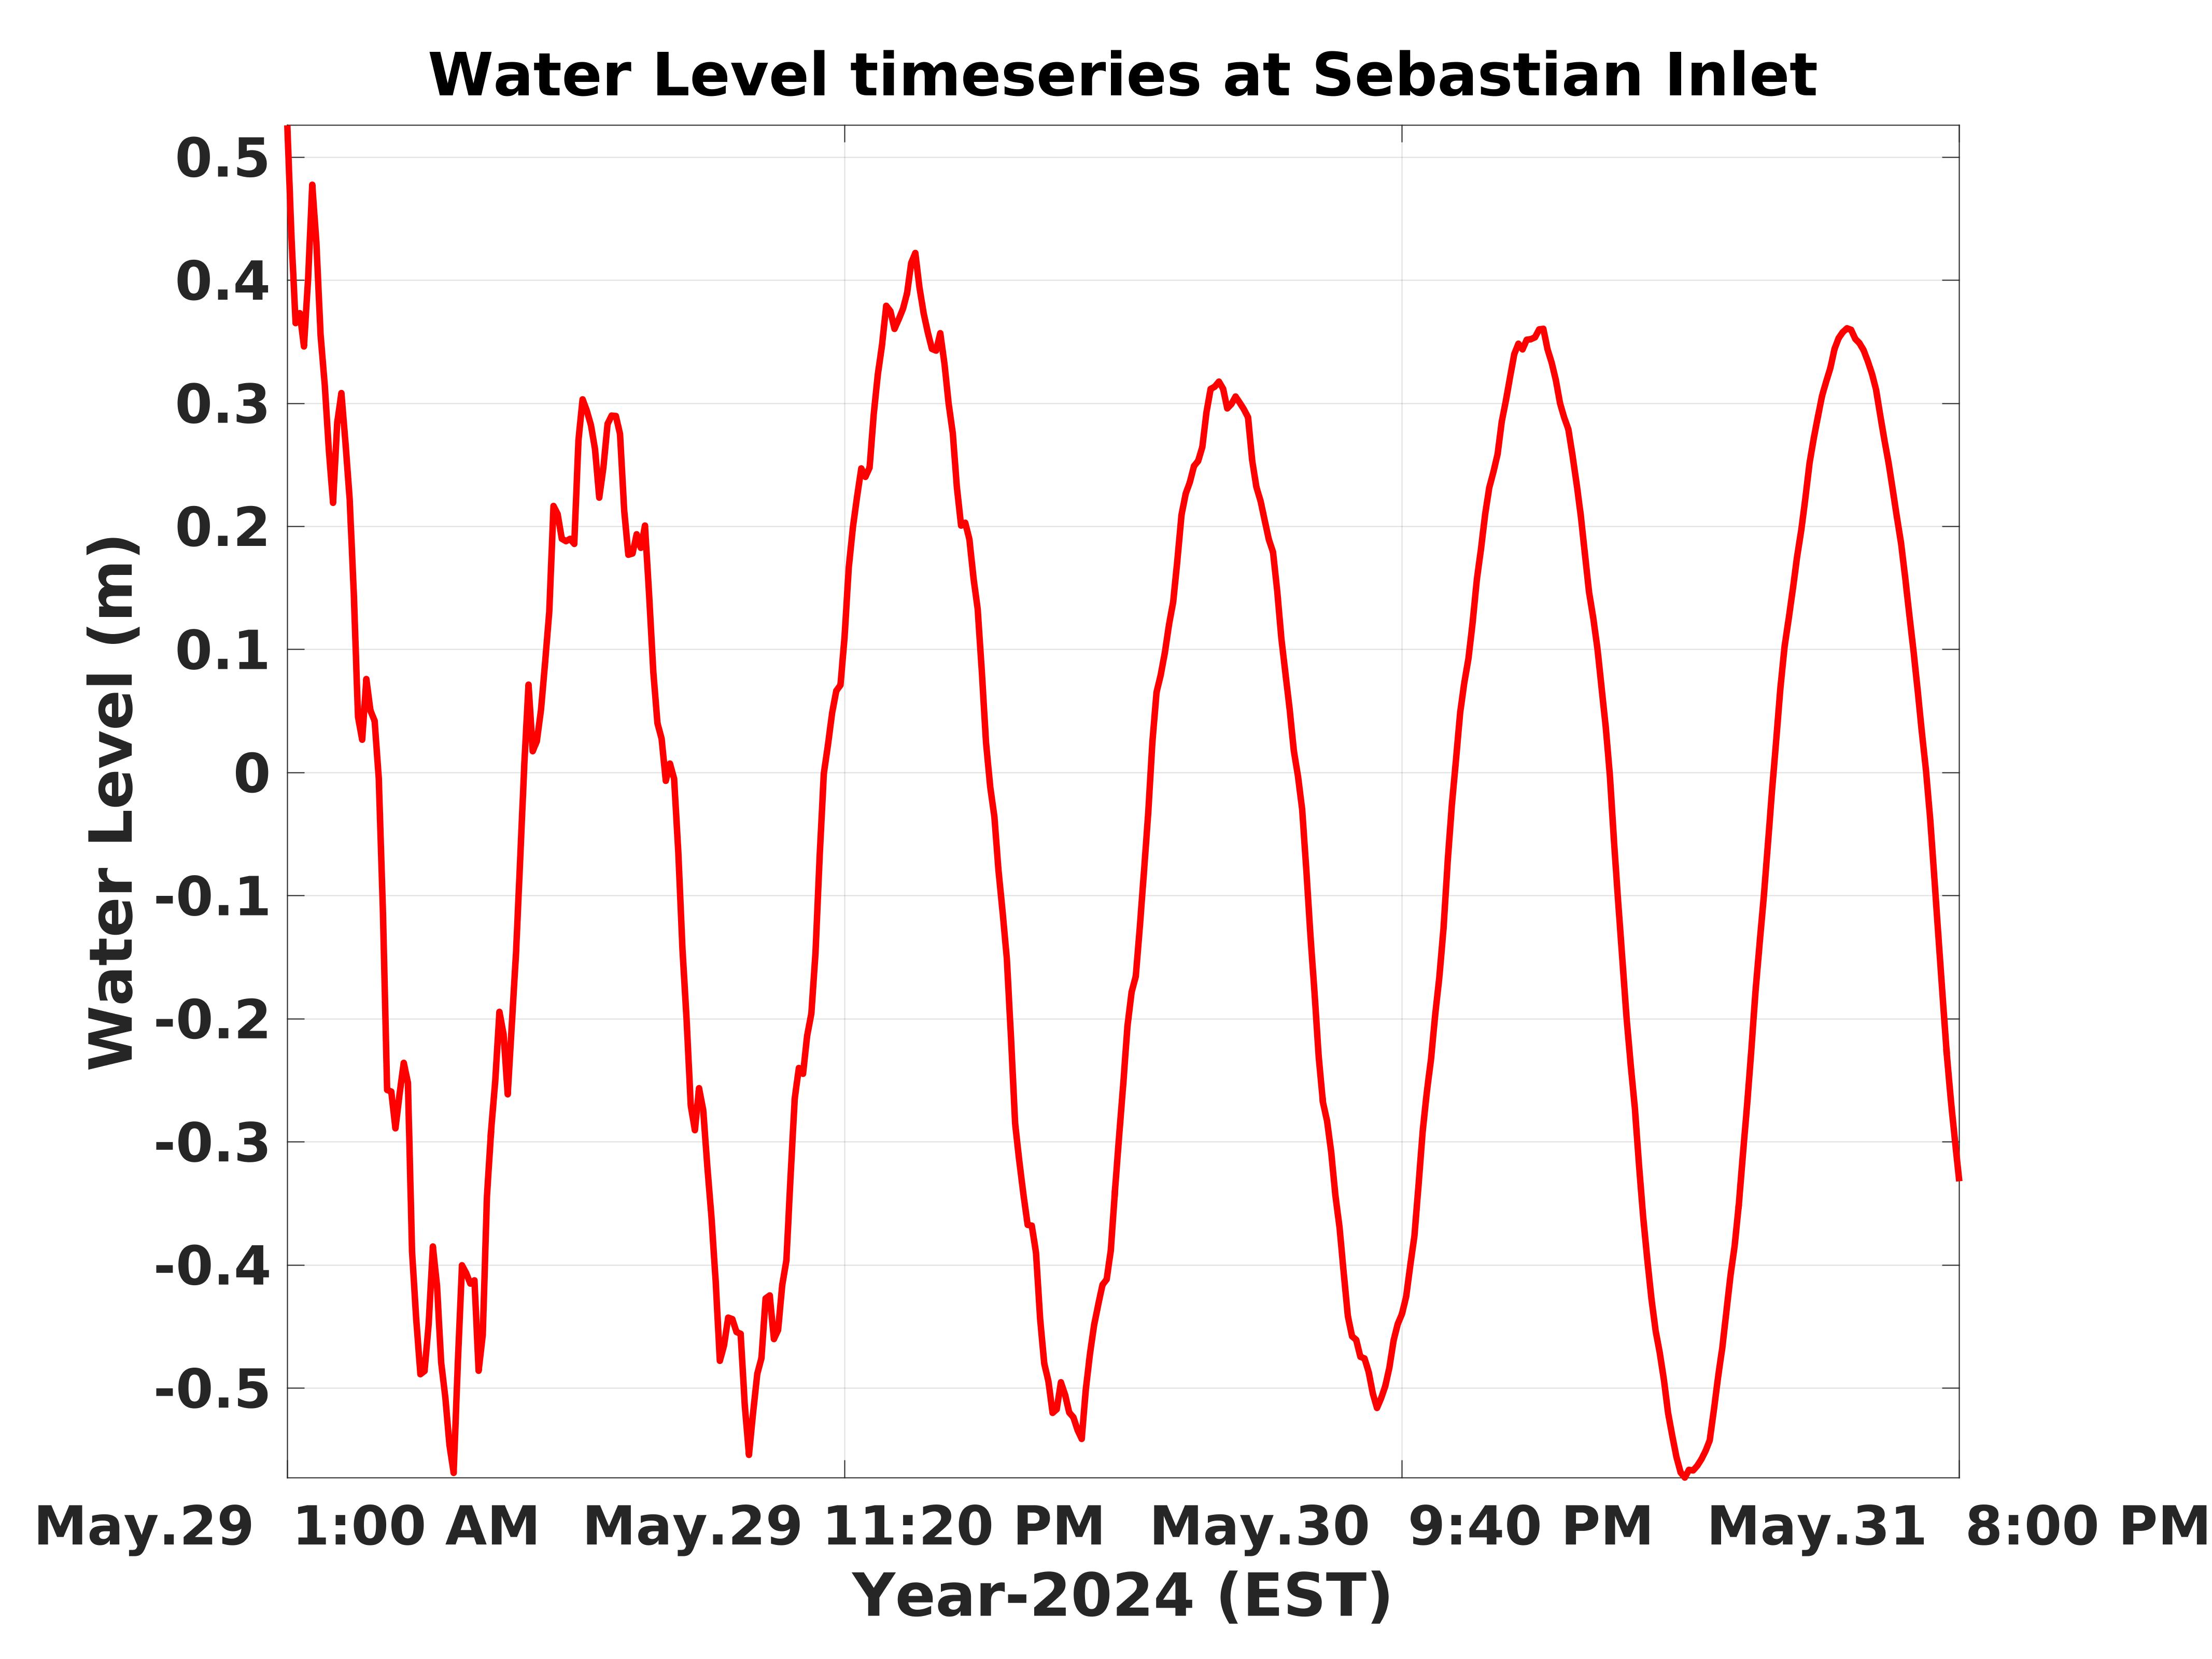 Water Level timeseries at Sebastian Inlet
Water Level (m)
0.5
0.4
0.3
0.2
0.1
0
-0.1
-0.2
-0.3
-0.4
-0.5
May.29 1:00 AM May.29 11:20 PM May.30 9:40 PM May.31 8:00 PM
Year-2024 (EST)